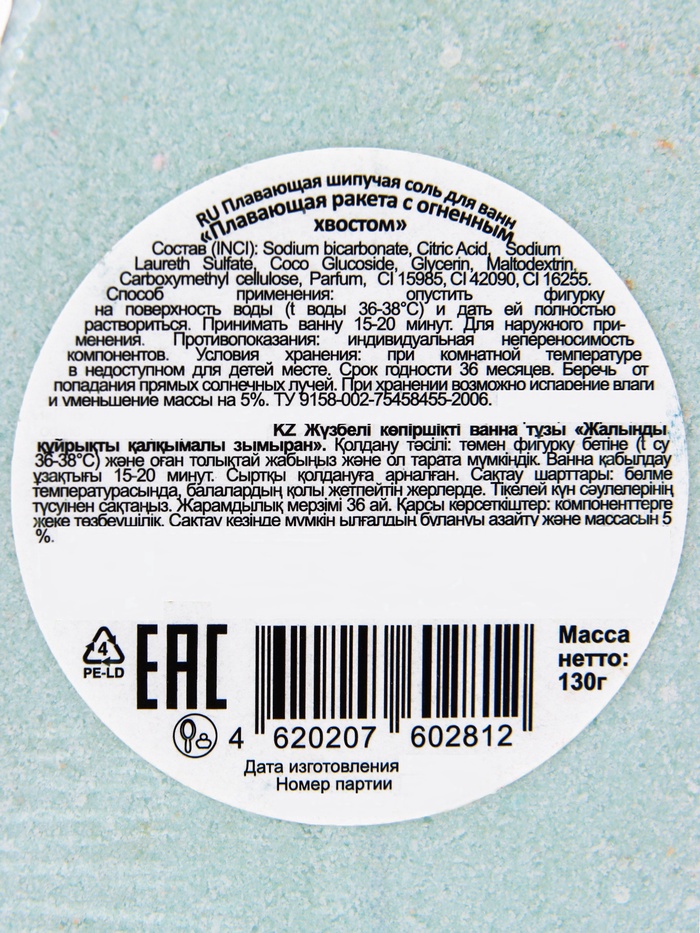 RU Плавающая шипучая соль для ванн
«Плавающая ракета с огненным
хвостом»
Состав (INCI): Sodium bicarbonate, Citric Acid, Sodium
Laureth Sulfate, Coco Glucoside, Glycerin, Maltodextrin,
Carboxymethyl cellulose, Parfum, CI 15985, CI 42090, CI 16255.
Способ применения: опустить фигурку
на поверхность воды (t воды 36-38°С) и дать ей полностью
раствориться. Принимать ванну 15-20 минут. Для наружного при-
менения. Противопоказания: индивидуальная непереносимость
компонентов. Условия хранения: при комнатной температуре
в недоступном для детей месте. Срок годности 36 месяцев. Беречь от
попадания прямых солнечных лучей. При хранении возможно испарение влаги
и уменьшение массы на 5%. ТУ 9158-002-75458455-2006.
KZ Жүзбелі көпіршікті ванна тұзы «Жалынды
құйрықты қалқымалы зымыран». Қолдану тәсілі: төмен фигурку бетіне (t су
36-38°С) және оған толықтай жабыңыз және ол тарата мүмкіндік. Ванна қабылдау
ұзақтығы 15-20 минут. Сыртқы қолдануға арналған. Сақтау шарттары: бөлме
температурасында, балалардың қолы жетпейтін жерлерде. Тікелей күн сәулелерінің
түсуінен сақтаңыз. Жарамдылық мерзімі 36 ай. Қарсы көрсеткіштер: компоненттерге
жеке төзбеушілік. Сақтау кезінде мүмкін ылғалдың булануы азайту және массасын 5
%.
4
PE-LD
EAC
Масса
нетто:
130г
4 620207 602812
Дата изготовления
Номер партии